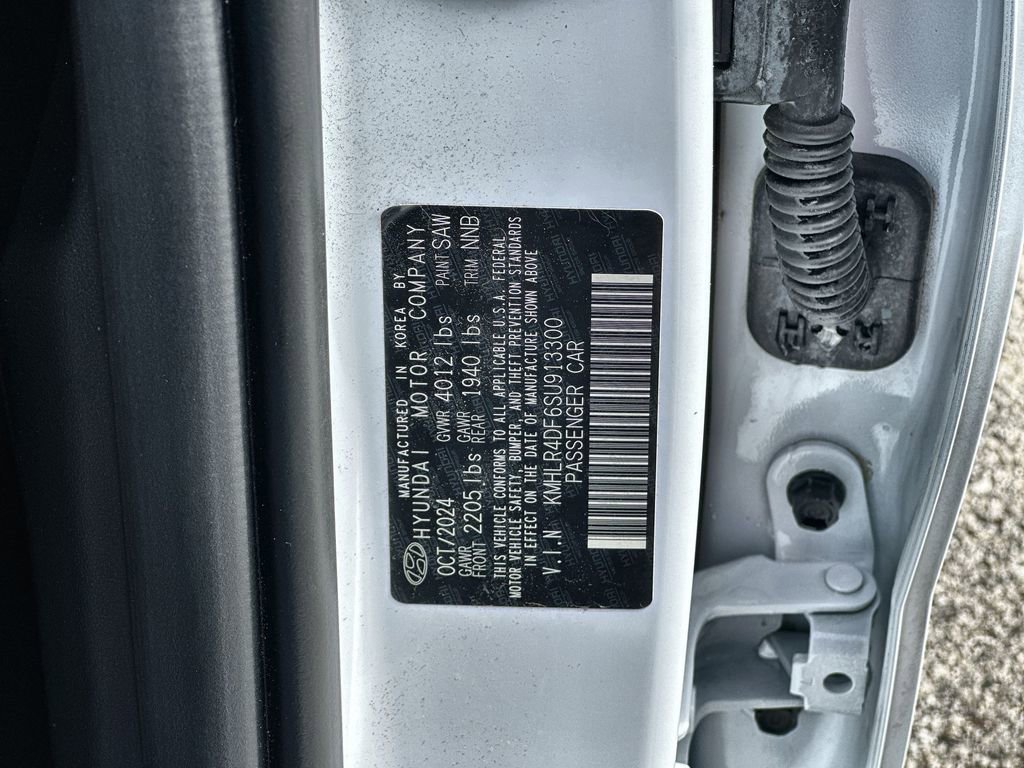 MANUFACTURED IN KOREA BY
HYUNDAI MOTOR COMPANY
OCT/2024 GVWR 4012 lbs PAINT SAW
GAWR FRONT 2205 lbs GAWR REAR 1940 lbs TRIM NNB
THIS VEHICLE CONFORMS TO ALL APPLICABLE U.S.A. FEDERAL
MOTOR VEHICLE SAFETY, BUMPER, AND THEFT PREVENTION STANDARDS
IN EFFECT ON THE DATE OF MANUFACTURE SHOWN ABOVE
V.I.N KMHLR4DF6SU913300
PASSENGER CAR